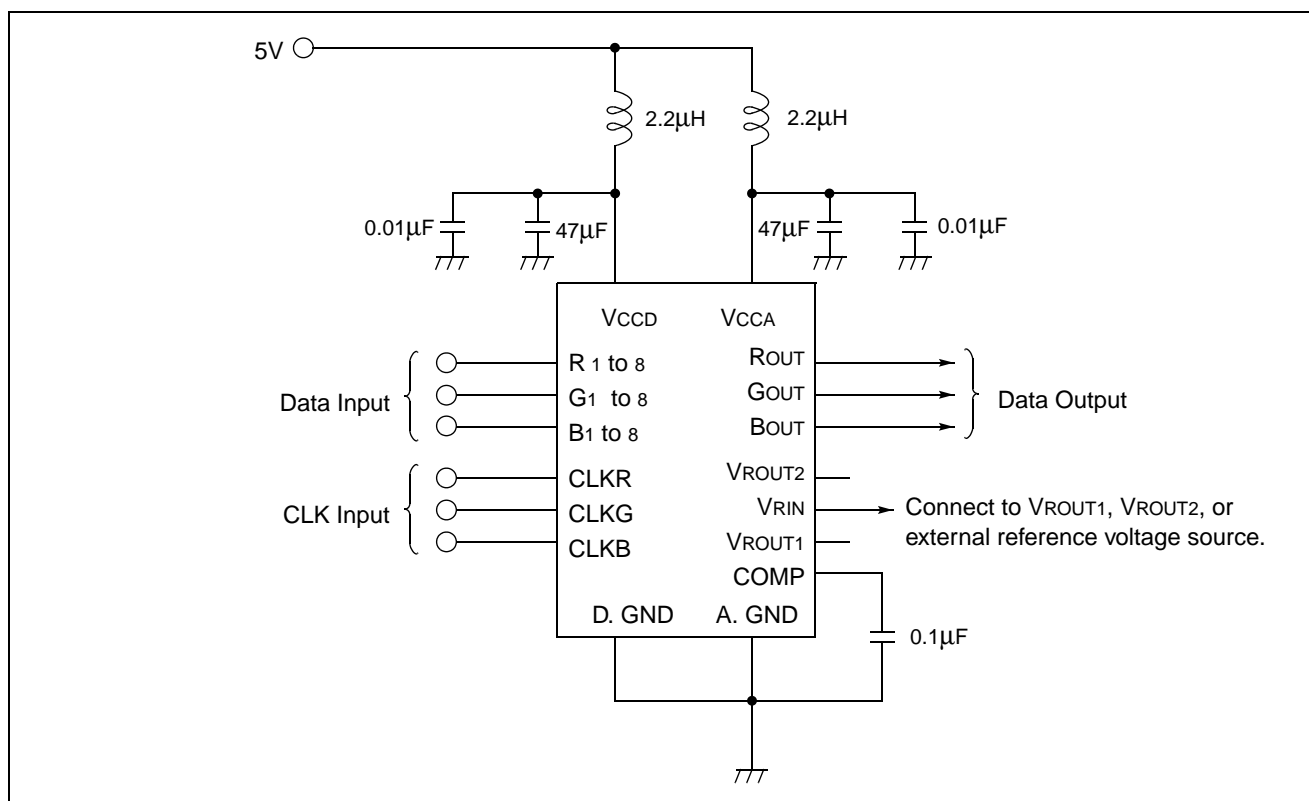 5V
2.2μH
2.2μH
0.01μF
47μF
47μF
0.01μF
VCCD
VCCA
Data Input
R 1 to 8
G1 to 8
B1 to 8
CLK Input
CLKR
CLKG
CLKB
ROUT
GOUT
BOUT
Data Output
VROUT2
VRIN
Connect to VROUT1, VROUT2, or
external reference voltage source.
VROUT1
COMP
D. GND
A. GND
0.1μF